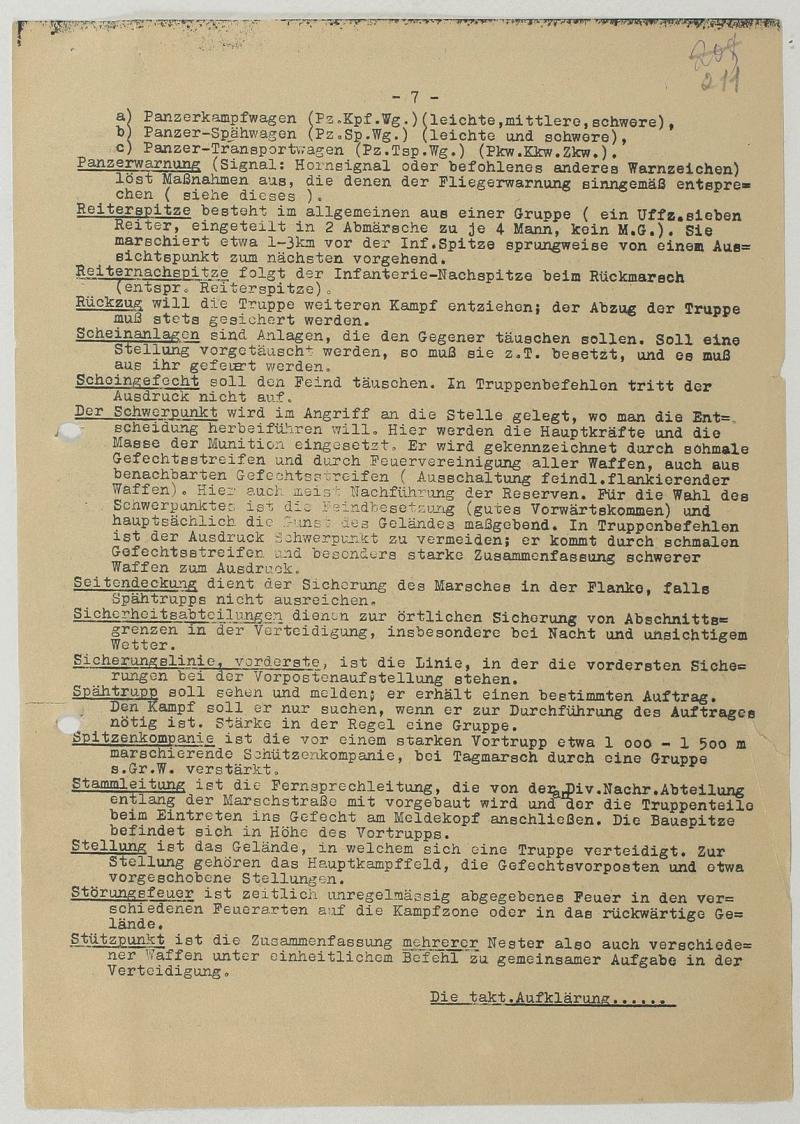 211
- 7 -
a) Panzerkampfwagen (Pz.Kpf.Wg.)(leichte,mittlere,schwere),
b) Panzer-Spähwagen (Pz.Sp.Wg.) (leichte und schwere),
c) Panzer-Transportwagen (Pz.Tsp.Wg.) (Pkw.Kkw.Zkw.).
Panzerwarnung (Signal: Hornsignal oder befohlenes anderes Warnzeichen)
löst Maßnahmen aus, die denen der Fliegerwarnung sinngemäß entspre=
chen ( siehe dieses ).
Reiterspitze besteht im allgemeinen aus einer Gruppe ( ein Uffz.sieben
Reiter, eingeteilt in 2 Abmärsche zu je 4 Mann, kein M.G.). Sie
marschiert etwa 1-3km vor der Inf.Spitze sprungweise von einem Aus=
sichtspunkt zum nächsten vorgehend.
Reiternachspitze folgt der Infanterie-Nachspitze beim Rückmarsch
(entspr. Reiterspitze).
Rückzug will die Truppe weiteren Kampf entziehen; der Abzug der Truppe
muß stets gesichert werden.
Scheinanlagen sind Anlagen, die den Gegner täuschen sollen. Soll eine
Stellung vorgetäuscht werden, so muß sie z.T. besetzt, und es muß
aus ihr gefeuert werden.
Scheingefecht soll den Feind täuschen. In Truppenbefehlen tritt der
Ausdruck nicht auf.
Der Schwerpunkt wird im Angriff an die Stelle gelegt, wo man die Ent=
scheidung herbeiführen will. Hier werden die Hauptkräfte und die
Masse der Munition eingesetzt. Er wird gekennzeichnet durch schmale
Gefechtsstreifen und durch Feuervereinigung aller Waffen, auch aus
benachbarten Gefechtsstreifen ( Ausschaltung feindl.flankierender
Waffen). Hier auch meist Nachführung der Reserven. Für die Wahl des
Schwerpunktes ist die Feindbesetzung (gutes Vorwärtskommen) und
hauptsächlich die Gunst des Geländes maßgebend. In Truppenbefehlen
ist der Ausdruck Schwerpunkt zu vermeiden; er kommt durch schmalen
Gefechtsstreifen und besonders starke Zusammenfassung schwerer
Waffen zum Ausdruck.
Seitendeckung dient der Sicherung des Marsches in der Flanke, falls
Spähtrupps nicht ausreichen.
Sicherheitsabteilungen dienen zur örtlichen Sicherung von Abschnitts=
grenzen in der Verteidigung, insbesondere bei Nacht und unsichtigem
Wetter.
Sicherungslinie, vorderste, ist die Linie, in der die vordersten Siche=
rungen bei der Vorpostenaufstellung stehen.
Spähtrupp soll sehen und melden; er erhält einen bestimmten Auftrag.
Den Kampf soll er nur suchen, wenn er zur Durchführung des Auftrages
nötig ist. Stärke in der Regel eine Gruppe.
Spitzenkompanie ist die vor einem starken Vortrupp etwa 1 ooo - 1 5oo m
marschierende Schützenkompanie, bei Tagmarsch durch eine Gruppe
s.Gr.W. verstärkt.
Stammleitung ist die Fernsprechleitung, die von der Div.Nachr.Abteilung
entlang der Marschstraße mit vorgebaut wird und an der die Truppenteile
beim Eintreten ins Gefecht am Meldekopf anschließen. Die Bauspitze
befindet sich in Höhe des Vortrupps.
Stellung ist das Gelände, in welchem sich eine Truppe verteidigt. Zur
Stellung gehören das Hauptkampffeld, die Gefechtsvorposten und etwa
vorgeschobene Stellungen.
Störungsfeuer ist zeitlich unregelmässig abgegebenes Feuer in den ver=
schiedenen Feuerarten auf die Kampfzone oder in das rückwärtige Ge=
lände.
Stützpunkt ist die Zusammenfassung mehrerer Nester also auch verschiede=
ner Waffen unter einheitlichem Befehl zu gemeinsamer Aufgabe in der
Verteidigung.
Die takt.Aufklärung......